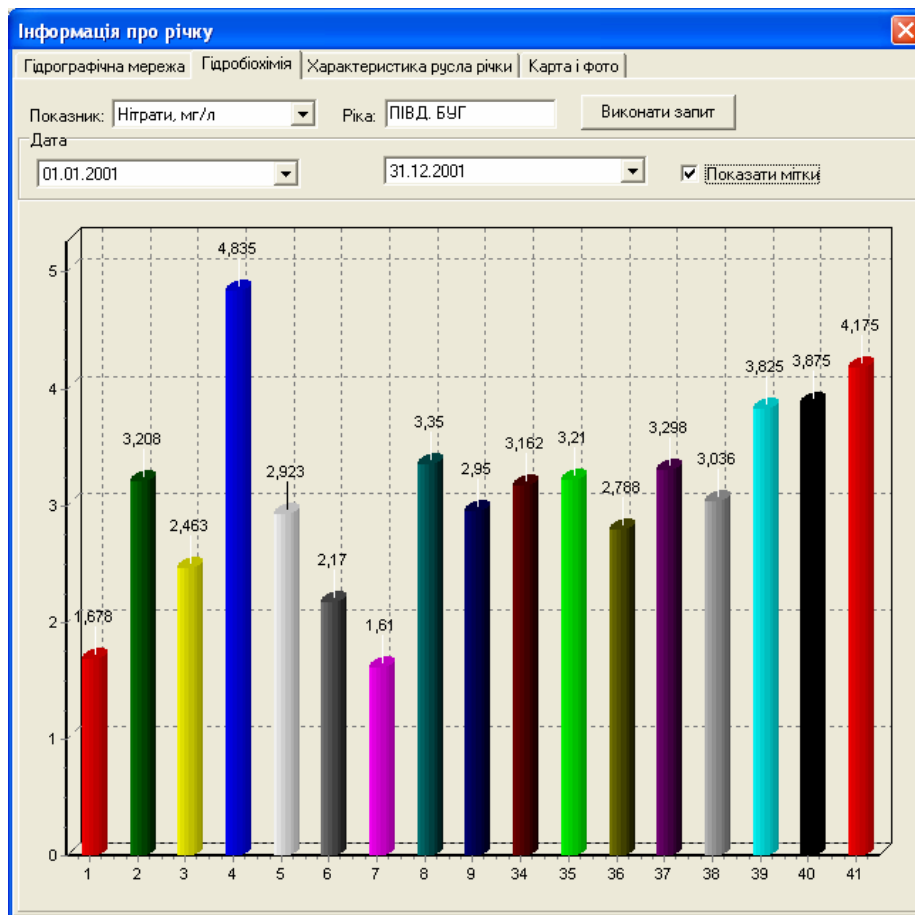 Інформація про річку
Гідрографічна мережа Гідробіохімія Характеристика русла річки Карта і фото
Показник: Нітрати, мг/л Ріка: ПІВД. БУГ Виконати запит
Дата
01.01.2001 31.12.2001 Показати мітки
4,835
5
4,175
4
3,825 3,875
3,208 3,35 3,162 3,21 3,298
2,923 2,95 3,036
3
2,463 2,788
2,17
2
1,678 1,61
1
0
1 2 3 4 5 6 7 8 9 34 35 36 37 38 39 40 41